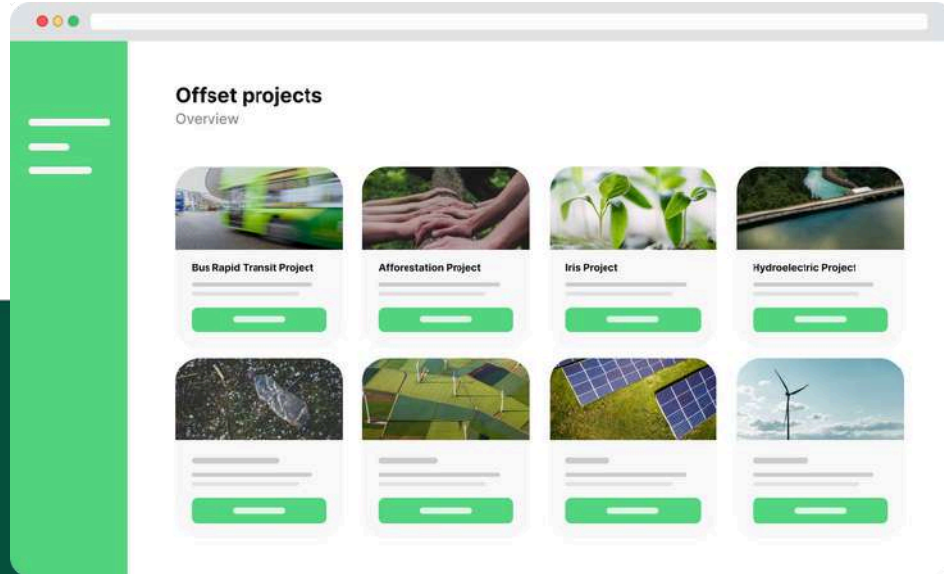 Offset projects
Overview
Bus Rapid Transit Project
Afforestation Project
Iris Project
Hydroelectric Project